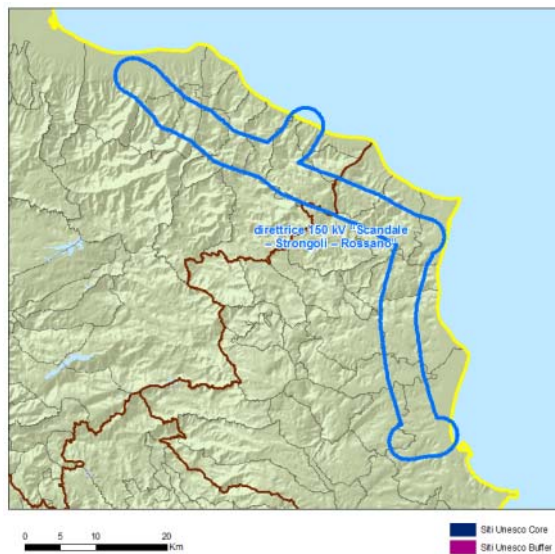 direttrice 150 kV "Scandale
– Strongoli – Rossano"
0 5 10 20
Km
Siti Unesco Core
Siti Unesco Buffer